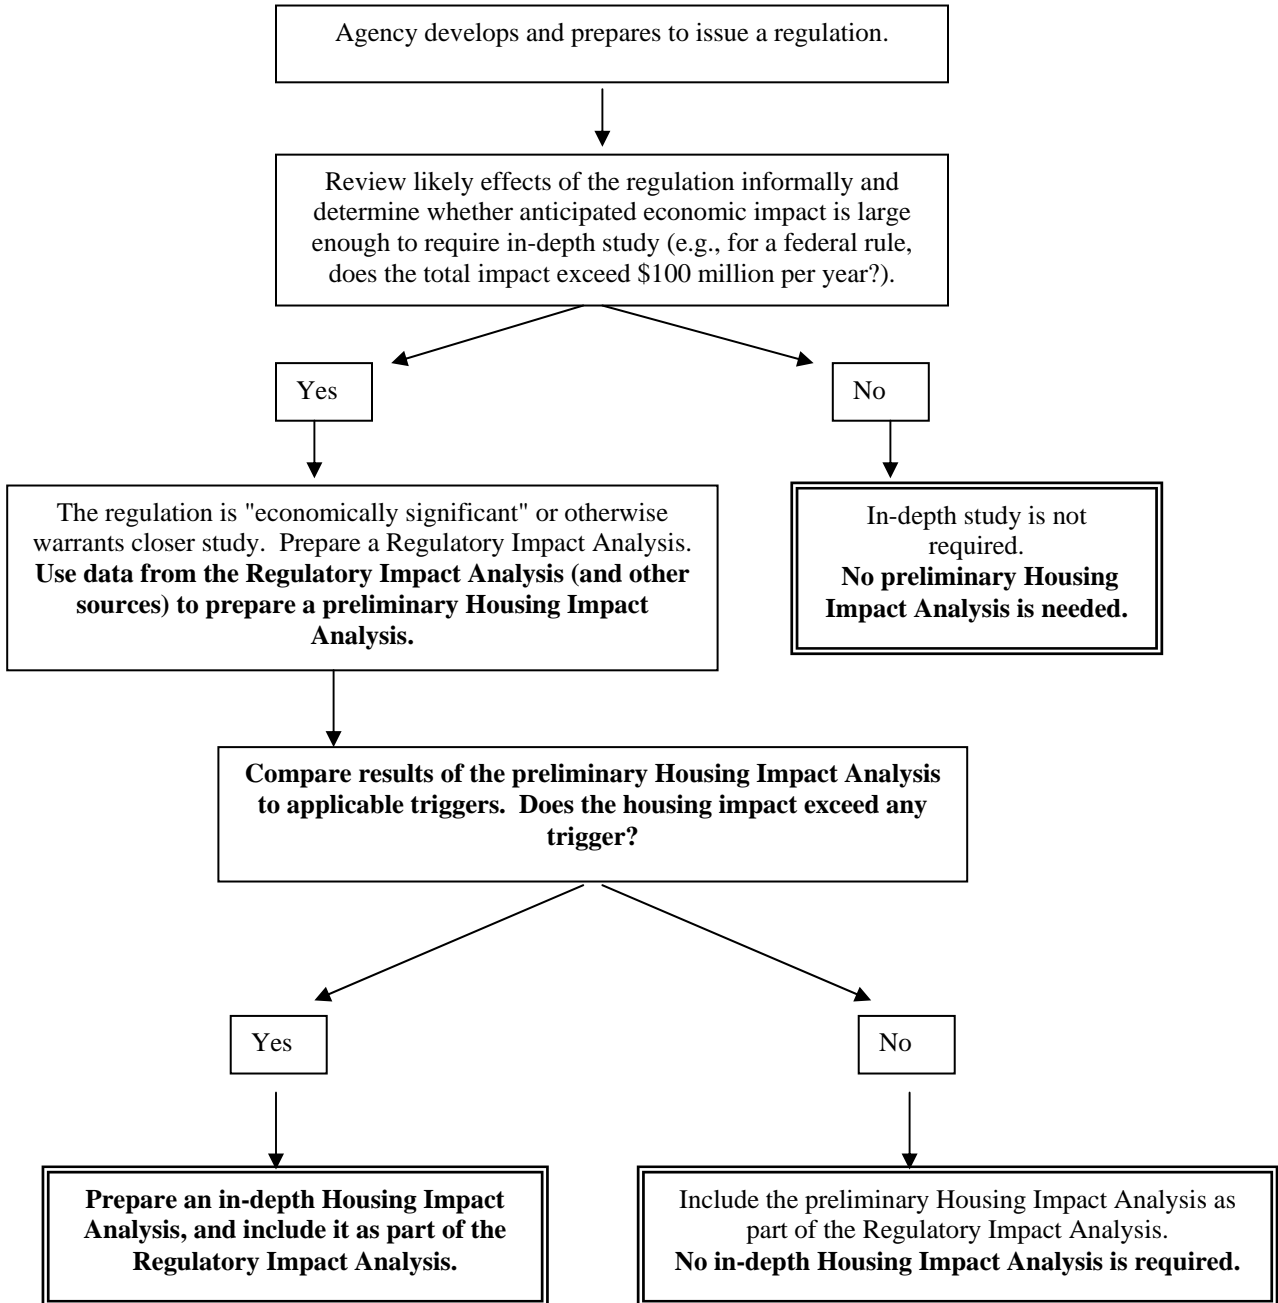 Agency develops and prepares to issue a regulation.
Review likely effects of the regulation informally and
determine whether anticipated economic impact is large
enough to require in-depth study (e.g., for a federal rule,
does the total impact exceed $100 million per year?).
Yes
No
The regulation is "economically significant" or otherwise
warrants closer study.  Prepare a Regulatory Impact Analysis.
Use data from the Regulatory Impact Analysis (and other
sources) to prepare a preliminary Housing Impact
Analysis.
In-depth study is not
required.
No preliminary Housing
Impact Analysis is needed.
Compare results of the preliminary Housing Impact Analysis
to applicable triggers.  Does the housing impact exceed any
trigger?
Yes
No
Prepare an in-depth Housing Impact
Analysis, and include it as part of the
Regulatory Impact Analysis.
Include the preliminary Housing Impact Analysis as
part of the Regulatory Impact Analysis.
No in-depth Housing Impact Analysis is required.